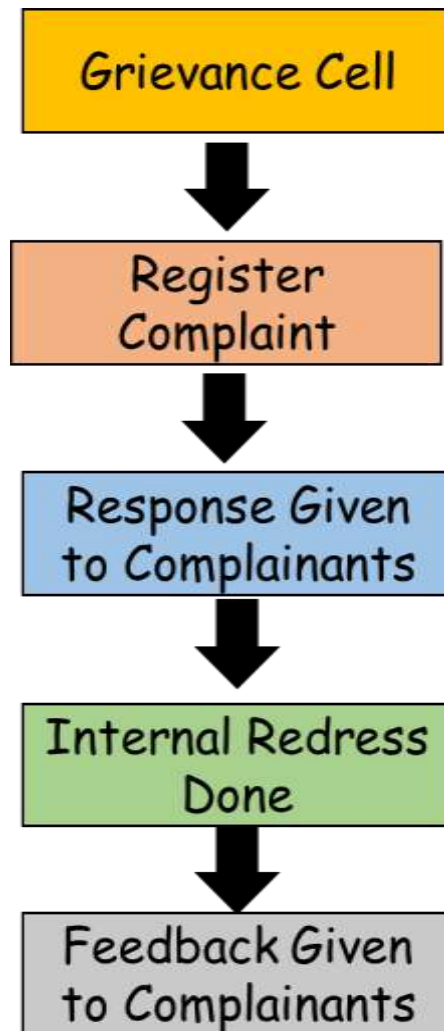 Grievance Cell
Register
Complaint
Response Given
to Complainants
Internal Redress
Done
Feedback Given
to Complainants